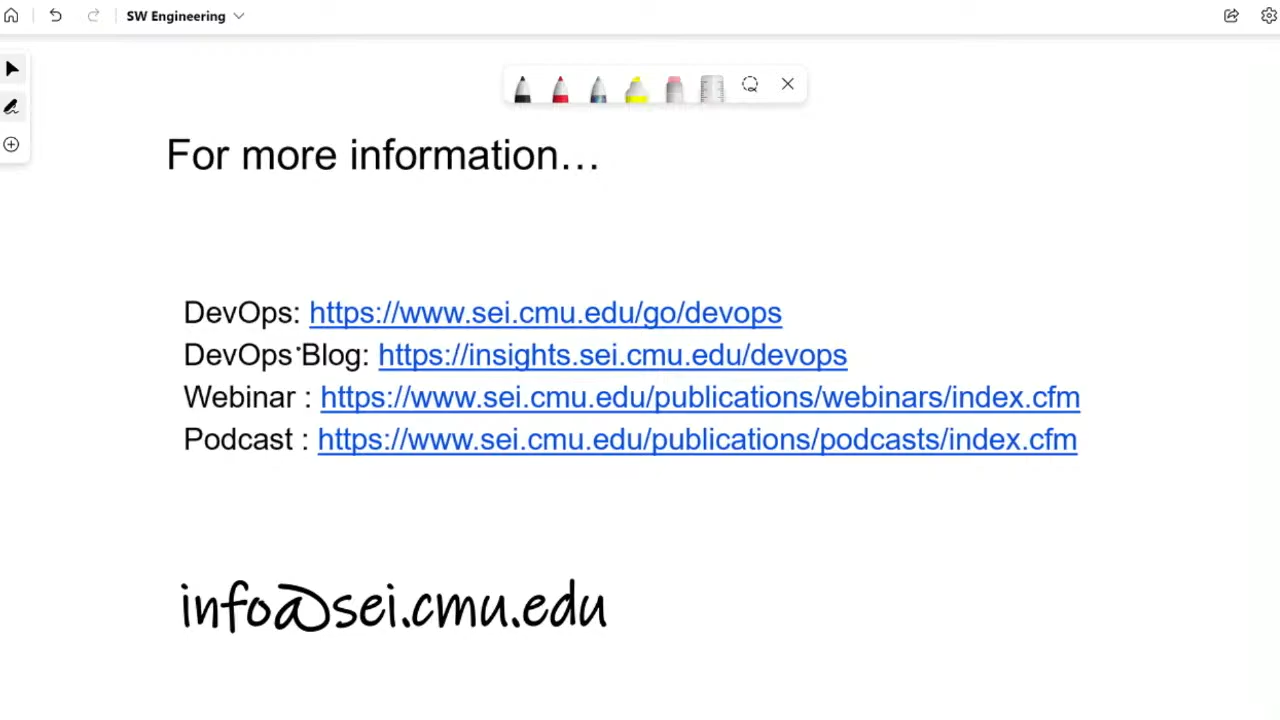 SW Engineering
For more information…
DevOps: https://www.sei.cmu.edu/go/devops
DevOps Blog: https://insights.sei.cmu.edu/devops
Webinar : https://www.sei.cmu.edu/publications/webinars/index.cfm
Podcast : https://www.sei.cmu.edu/publications/podcasts/index.cfm
info@sei.cmu.edu